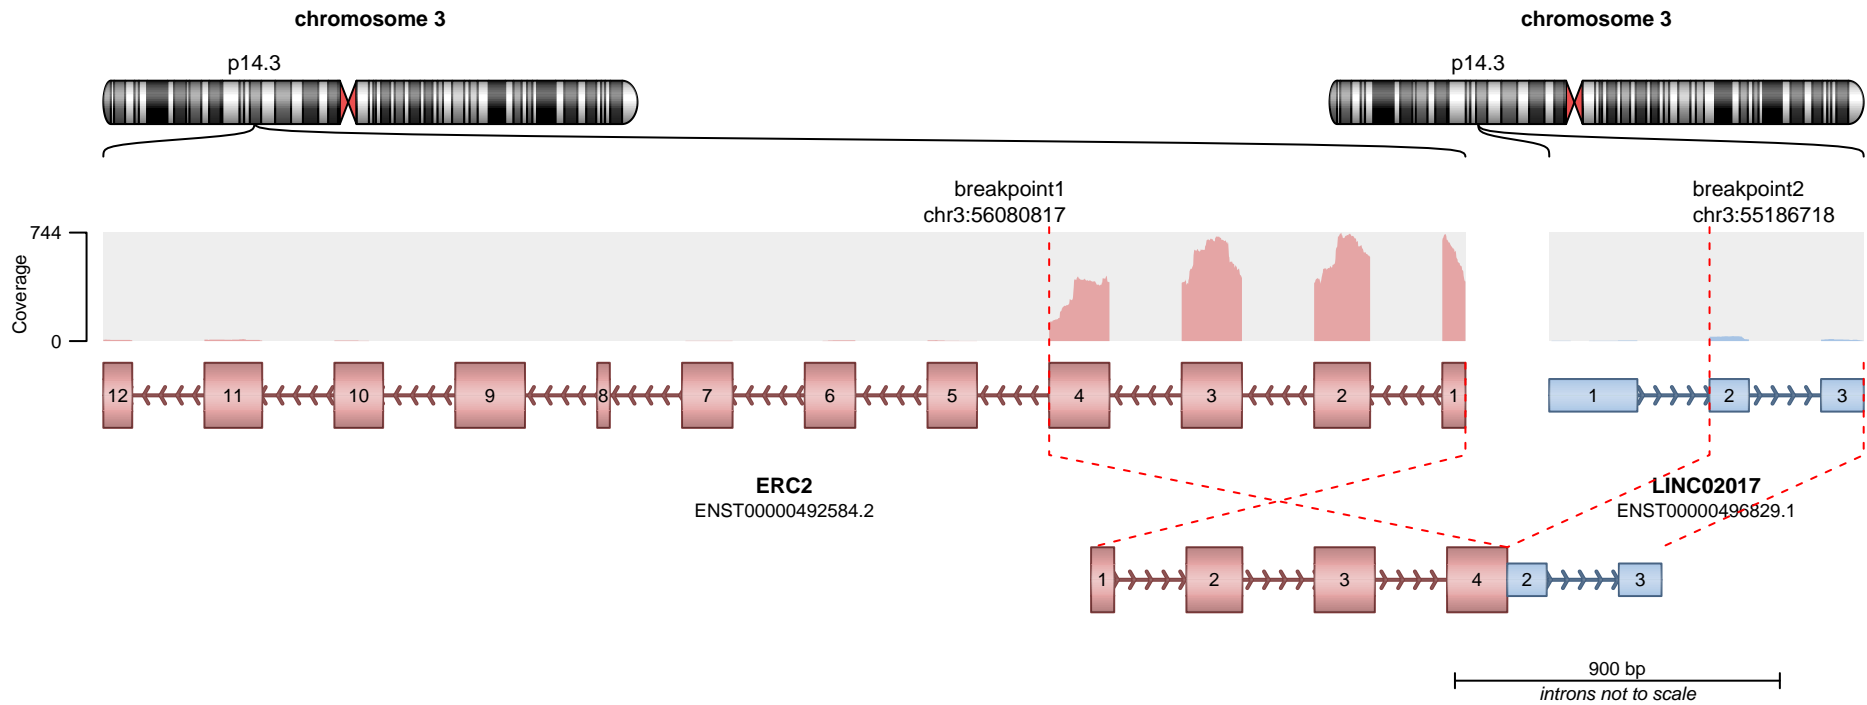 chromosome 3
chromosome 3
p14.3
p14.3
breakpoint1
chr3:56080817
breakpoint2
chr3:55186718
744
0
Coverage
12 11 10 9 8 7 6 5 4 3 2 1
1 2 3
ERC2
ENST00000492584.2
LINC02017
ENST00000496829.1
1 2 3 4 2 3
900 bp
introns not to scale